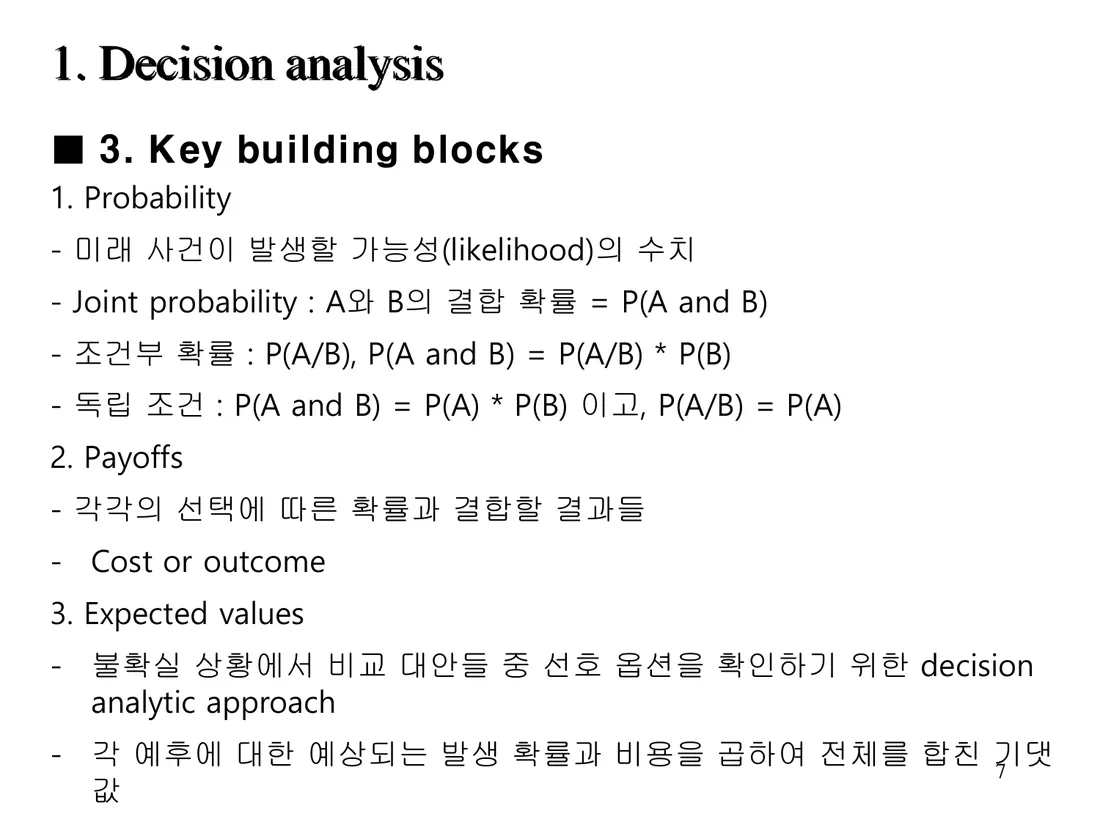 1. Decision analysis
■ 3. Key building blocks
1. Probability
- 미래 사건이 발생할 가능성(likelihood)의 수치
- Joint probability : A와 B의 결합 확률 = P(A and B)
- 조건부 확률 : P(A/B), P(A and B) = P(A/B) * P(B)
- 독립 조건 : P(A and B) = P(A) * P(B) 이고, P(A/B) = P(A)
2. Payoffs
- 각각의 선택에 따른 확률과 결합할 결과들
- Cost or outcome
3. Expected values
- 불확실 상황에서 비교 대안들 중 선호 옵션을 확인하기 위한 decision
analytic approach
- 각 예후에 대한 예상되는 발생 확률과 비용을 곱하여 전체를 합친 기댓
값
7